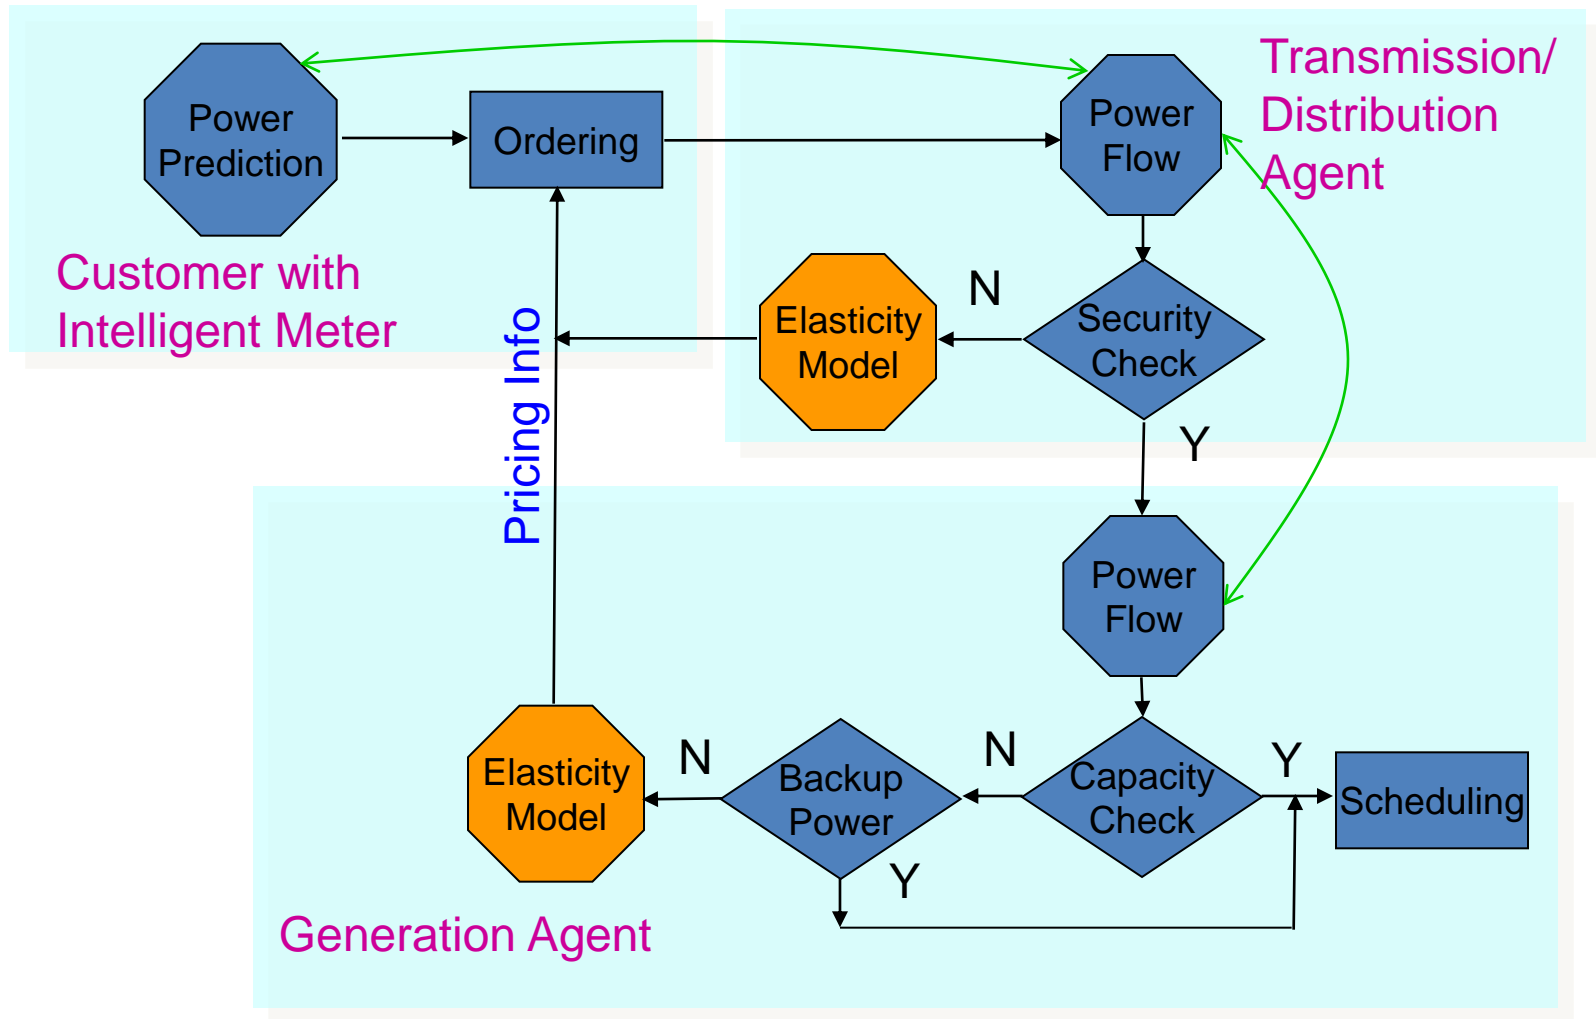 Power
Prediction
Ordering
Customer with
Intelligent Meter
Power
Flow
Transmission/
Distribution
Agent
Security
Check
N
Elasticity
Model
Y
Pricing Info
Power
Flow
Capacity
Check
Y
Scheduling
N
Backup
Power
N
Y
Elasticity
Model
Generation Agent